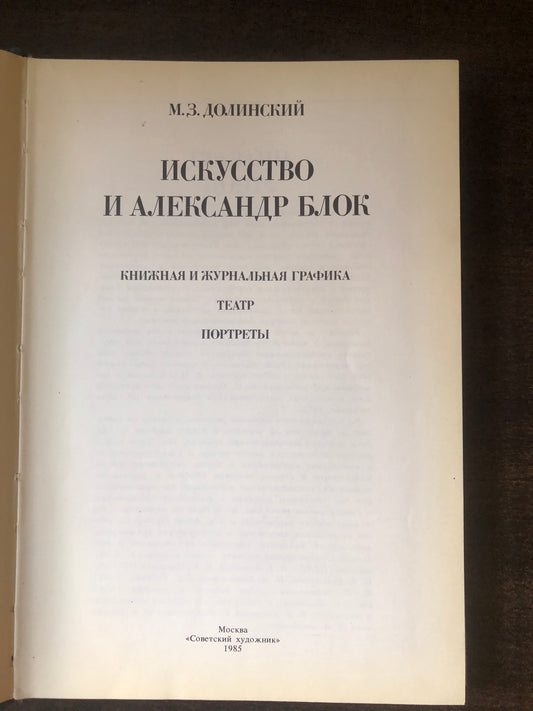 М.З. ДОЛИНСКИЙ
ИСКУССТВО
И АЛЕКСАНДР БЛОК
КНИЖНАЯ И ЖУРНАЛЬНАЯ ГРАФИКА
ТЕАТР
ПОРТРЕТЫ
Москва
«Советский художник»
1985